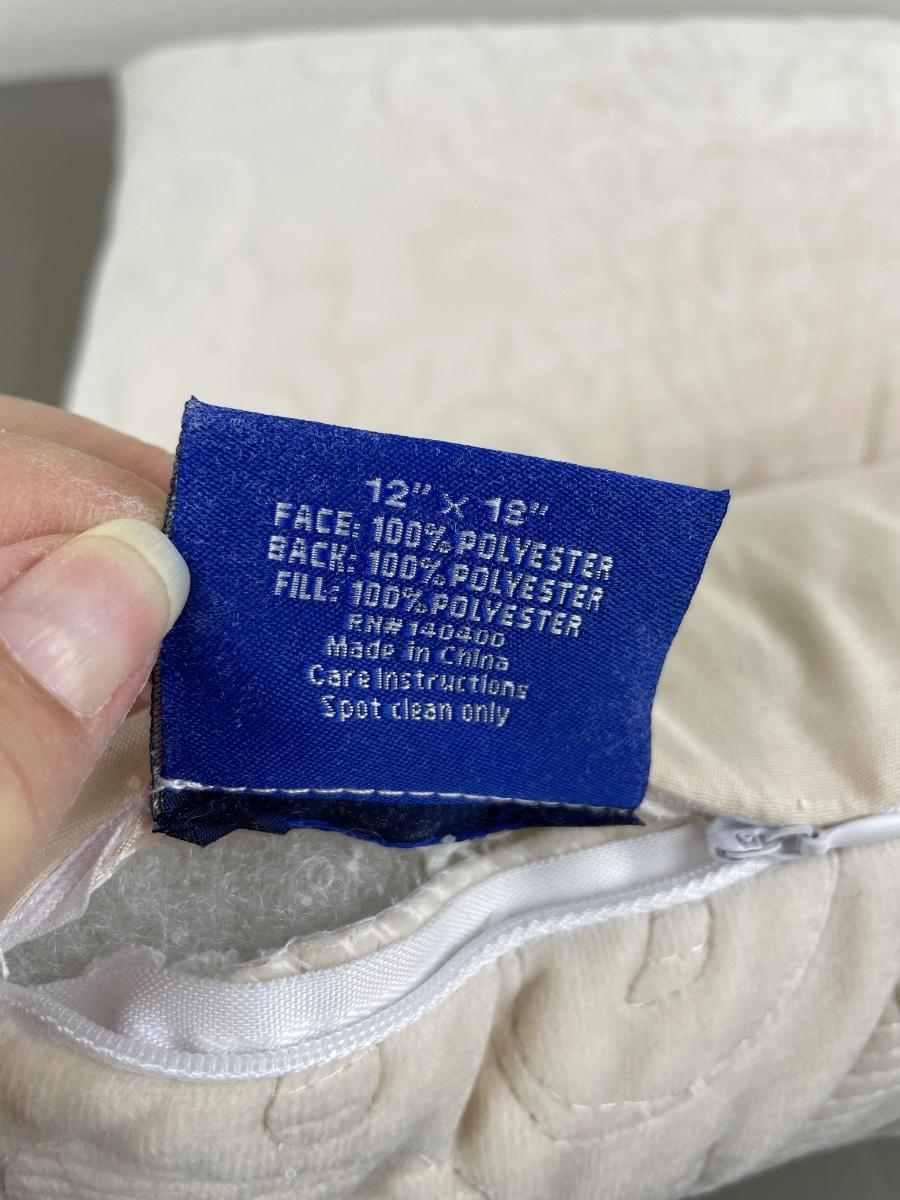 12" x 18"
FACE: 100% POLYESTER
BACK: 100% POLYESTER
FILL: 100% POLYESTER
RN# 140400
Made in China
Care Instructions
Spot clean only